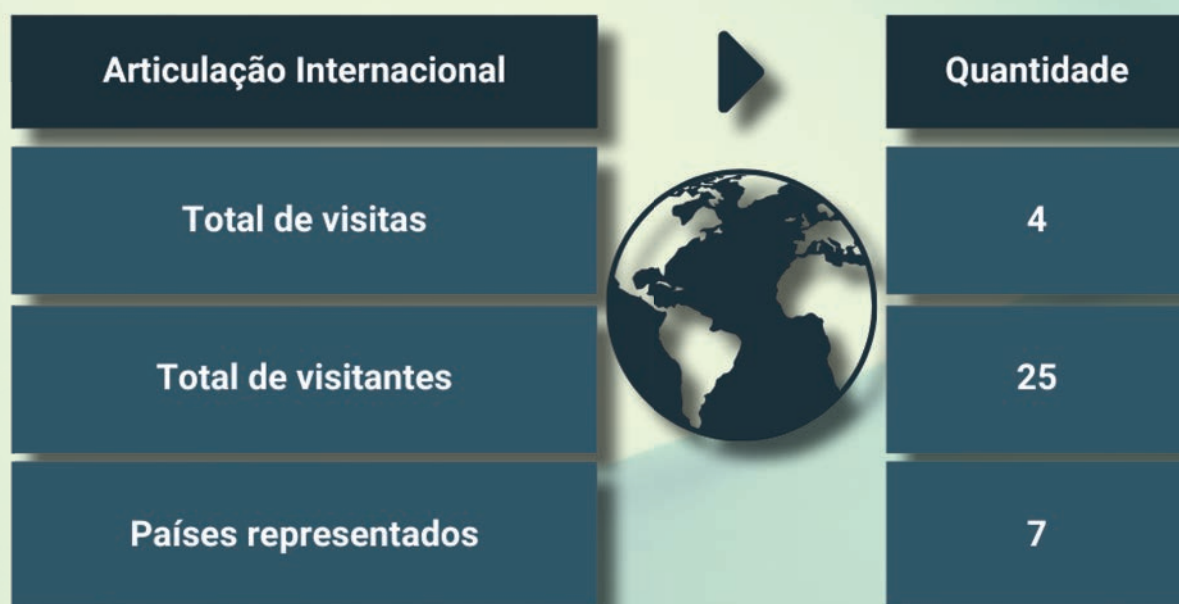 Articulação Internacional
Quantidade
Total de visitas
4
Total de visitantes
25
Países representados
7